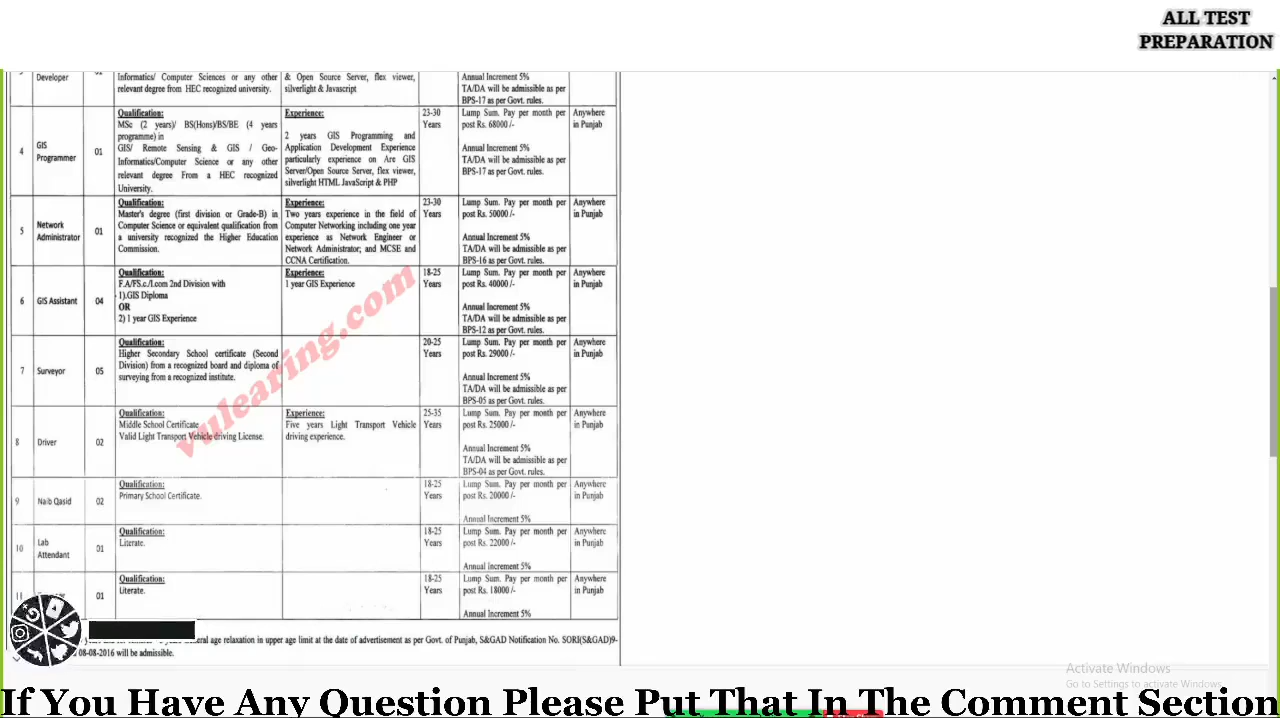 ALL TEST
PREPARATION
Developer
Informatics/ Computer Sciences or any other
relevant degree from HEC recognized university.
& Open Source Server, flex viewer,
silverlight & Javascript
Annual Increment 5%
TA/DA will be admissible as per
BPS-17 as per Govt. rules.
4
GIS
Programmer
01
Qualification:
MSc (2 years)/ BS(Hons)/BS/BE (4 years
programme) in
GIS/ Remote Sensing & GIS / Geo-
Informatics/Computer Science or any other
relevant degree From a HEC recognized
University.
Experience:
2 years GIS Programming and
Application Development Experience
particularly experience on Arc GIS
Server/Open Source Server, flex viewer,
silverlight HTML JavaScript & PHP
23-30
Years
Lump Sum. Pay per month per
post Rs. 68000 /-
Annual Increment 5%
TA/DA will be admissible as per
BPS-17 as per Govt. rules.
Anywhere
in Punjab
5
Network
Administrator
01
Qualification:
Master's degree (first division or Grade-B) in
Computer Science or equivalent qualification from
a university recognized the Higher Education
Commission.
Experience:
Two years experience in the field of
Computer Networking including one year
experience as Network Engineer or
Network Administrator; and MCSE and
CCNA Certification.
23-30
Years
Lump Sum. Pay per month per
post Rs. 50000 /-
Annual Increment 5%
TA/DA will be admissible as per
BPS-16 as per Govt. rules.
Anywhere
in Punjab
6
GIS Assistant
04
Qualification:
F.A/FS.c./I.com 2nd Division with
1).GIS Diploma
OR
2) 1 year GIS Experience
Experience:
1 year GIS Experience
18-25
Years
Lump Sum. Pay per month per
post Rs. 40000 /-
Annual Increment 5%
TA/DA will be admissible as per
BPS-12 as per Govt. rules.
Anywhere
in Punjab
7
Surveyor
05
Qualification:
Higher Secondary School certificate (Second
Division) from a recognized board and diploma of
surveying from a recognized institute.
20-25
Years
Lump Sum. Pay per month per
post Rs. 29000 /-
Annual Increment 5%
TA/DA will be admissible as per
BPS-05 as per Govt. rules.
Anywhere
in Punjab
8
Driver
02
Qualification:
Middle School Certificate
Valid Light Transport Vehicle driving License.
Experience:
Five years Light Transport Vehicle
driving experience.
25-35
Years
Lump Sum. Pay per month per
post Rs. 25000 /-
Annual Increment 5%
TA/DA will be admissible as per
BPS-04 as per Govt. rules.
Anywhere
in Punjab
9
Naib Qasid
02
Qualification:
Primary School Certificate.
18-25
Years
Lump Sum. Pay per month per
post Rs. 20000 /-
Annual Increment 5%
Anywhere
in Punjab
10
Lab
Attendant
01
Qualification:
Literate.
18-25
Years
Lump Sum. Pay per month per
post Rs. 22000 /-
Annual Increment 5%
Anywhere
in Punjab
11
01
Qualification:
Literate.
18-25
Years
Lump Sum. Pay per month per
post Rs. 18000 /-
Annual Increment 5%
Anywhere
in Punjab
vulearing.com
age relaxation in upper age limit at the date of advertisement as per Govt. of Punjab, S&GAD Notification No. SORI(S&GAD)9-
08-08-2016 will be admissible.
Activate Windows
Go to Settings to activate Windows.
If You Have Any Question Please Put That In The Comment Section